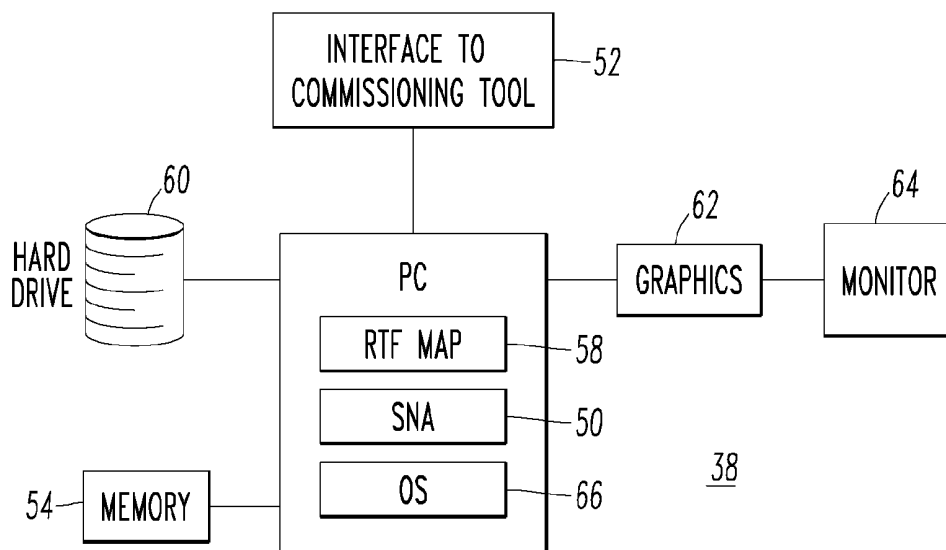 INTERFACE TO
COMMISSIONING TOOL
52
60
HARD
DRIVE
PC
RTF MAP
58
SNA
50
OS
66
62
GRAPHICS
64
MONITOR
54
MEMORY
38